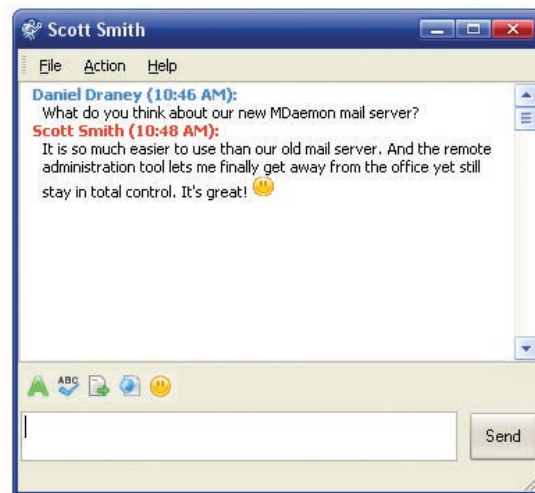 Scott Smith
File Action Help
Daniel Draney (10:46 AM):
What do you think about our new MDaemon mail server?
Scott Smith (10:48 AM):
It is so much easier to use than our old mail server. And the remote
administration tool lets me finally get away from the office yet still
stay in total control. It's great!
ABC
Send